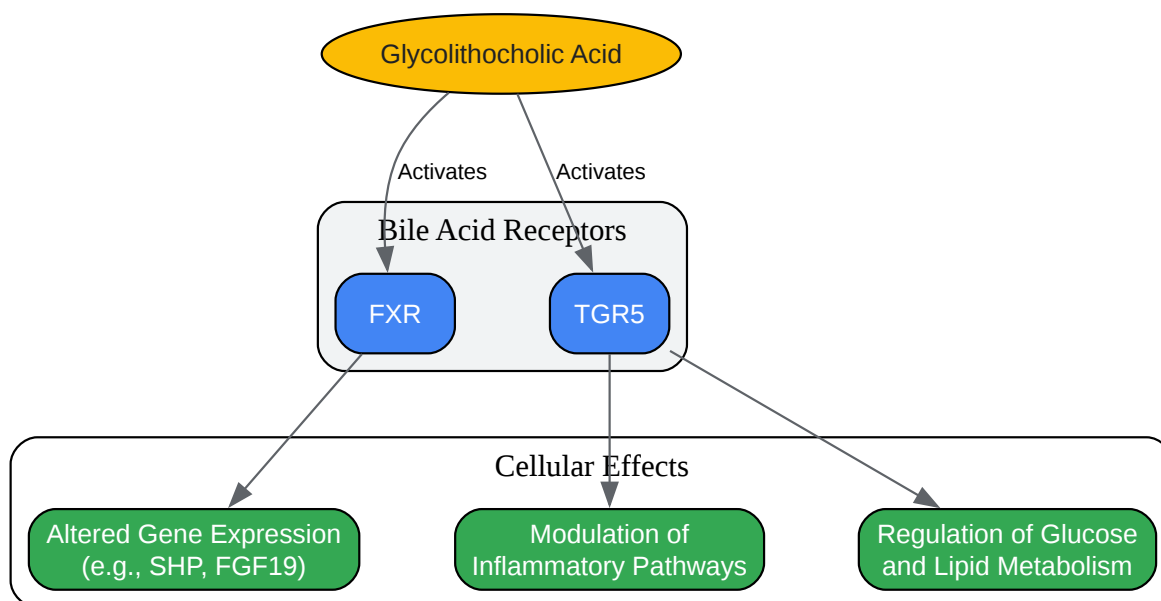 Glycolithocholic Acid
Activates
Activates
Bile Acid Receptors
FXR
TGR5
Cellular Effects
Altered Gene Expression
(e.g., SHP, FGF19)
Modulation of
Inflammatory Pathways
Regulation of Glucose
and Lipid Metabolism